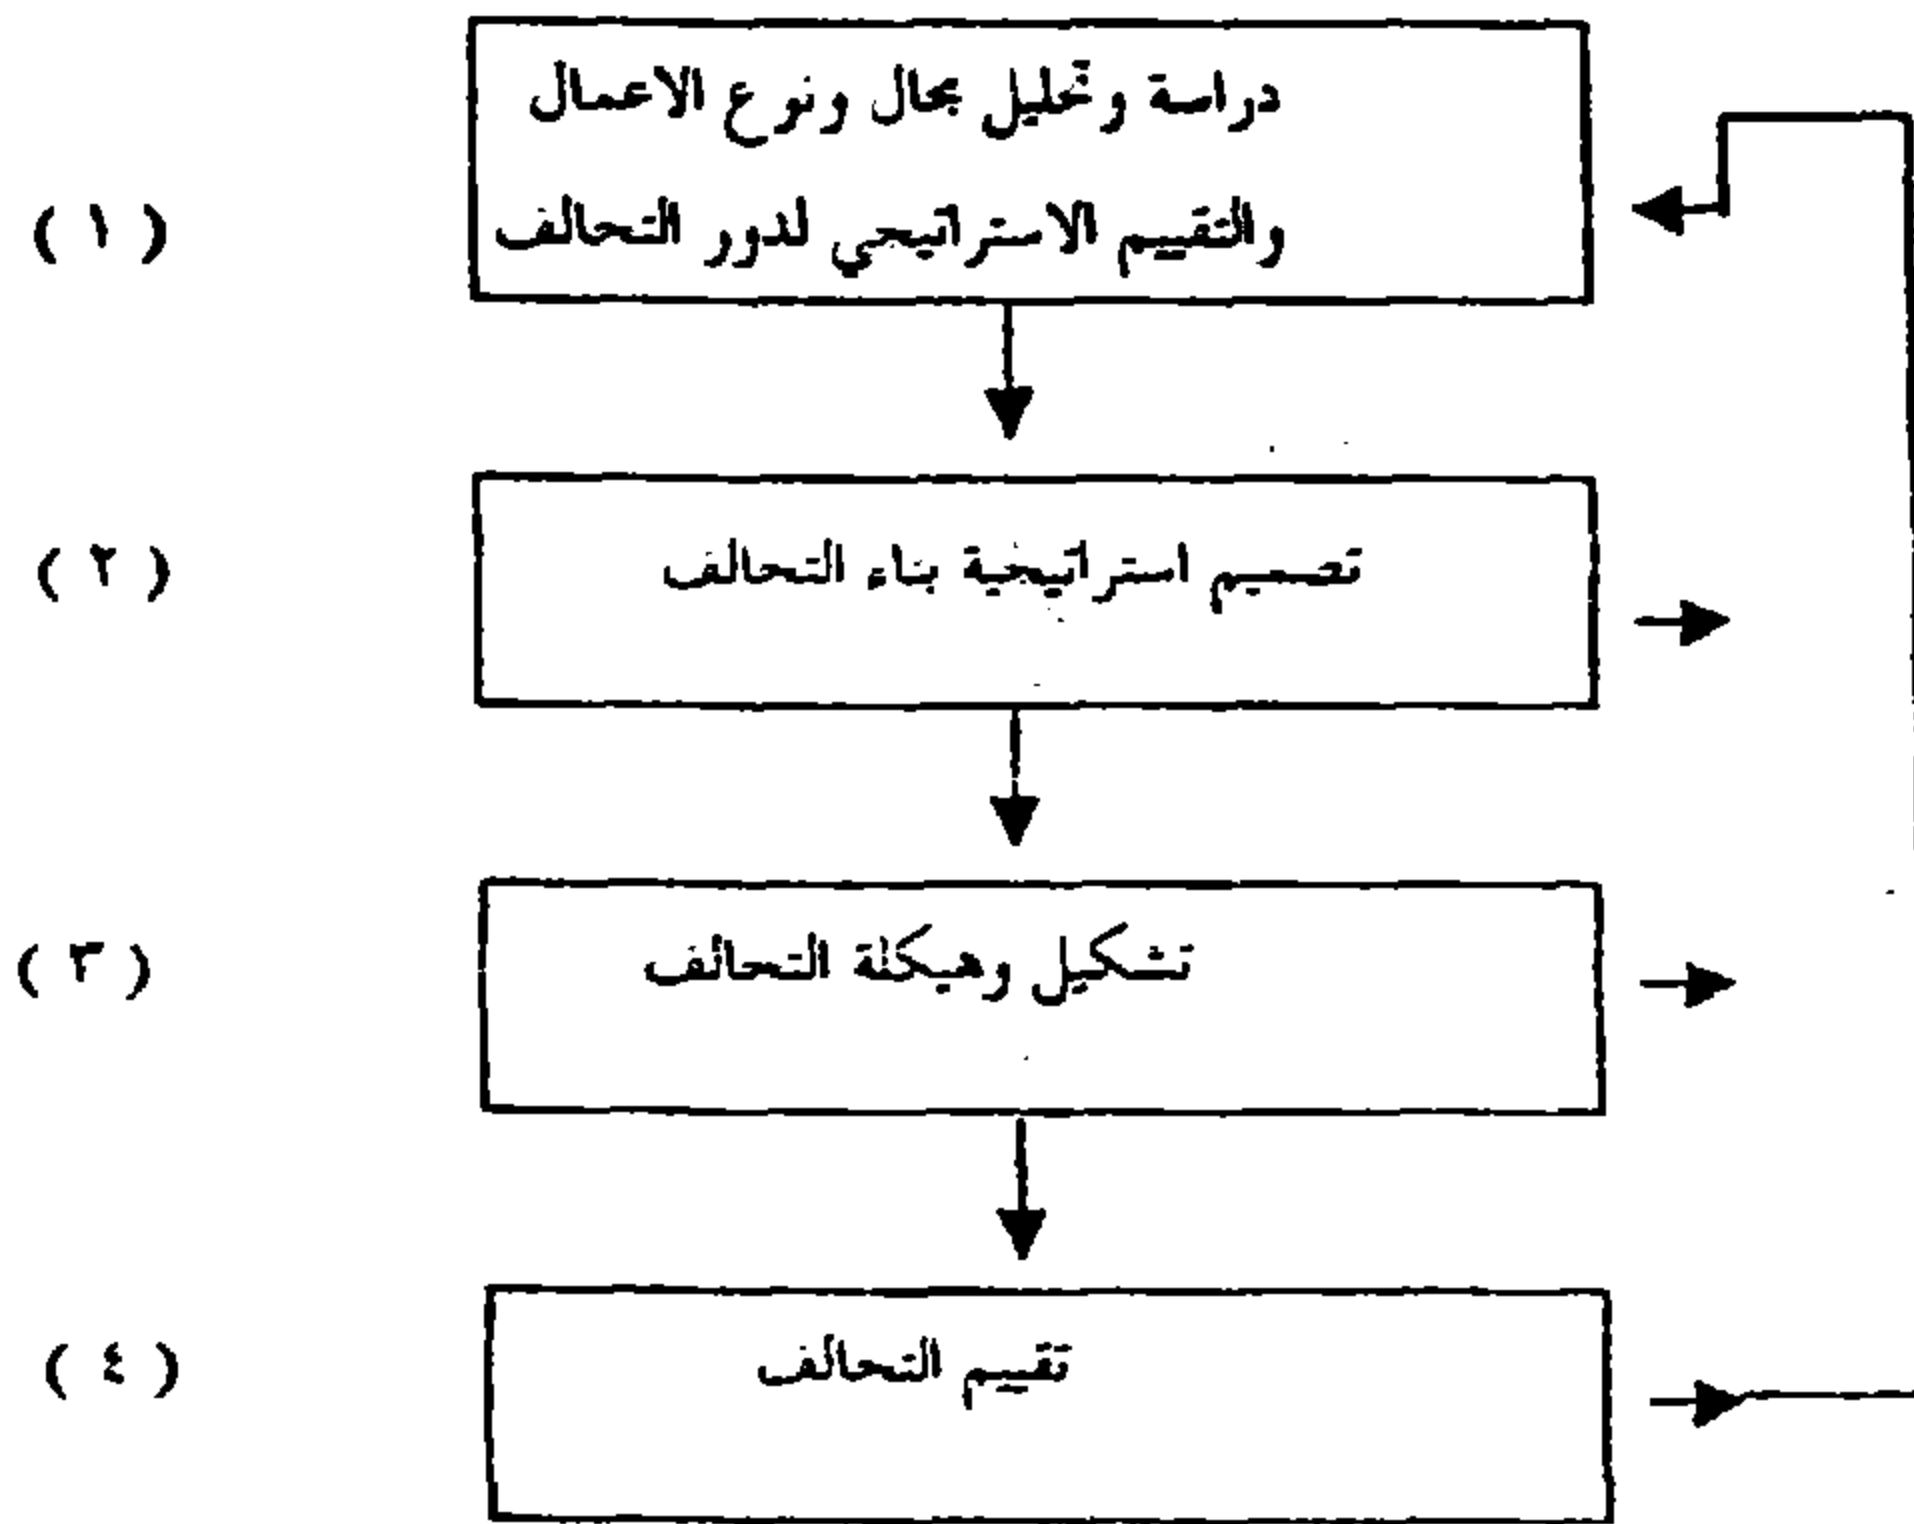 دراسة وتحليل مجال ونوع الاعمال
والتقييم الاستراتيجي لدور التحالف
( ١ )
تصميم استراتيجية بناء التحالف
( ٢ )
تشكيل وهيكلة التحالف
( ٣ )
تقييم التحالف
( ٤ )